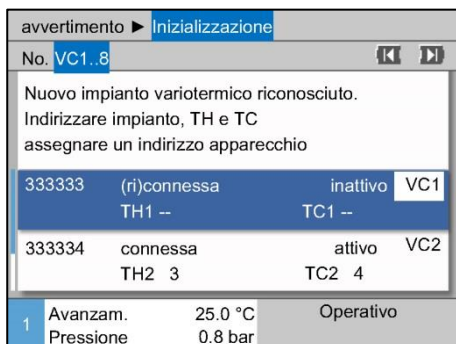 avvertimento ► Inizializzazione
No. VC1..8
Nuovo impianto variotermico riconosciuto.
Indirizzare impianto, TH e TC
assegnare un indirizzo apparecchio
333333 (ri)connessa inattivo VC1
TH1 -- TC1 --
333334 connessa attivo VC2
TH2 3 TC2 4
1 Avanzam. 25.0 °C Operativo
Pressione 0.8 bar